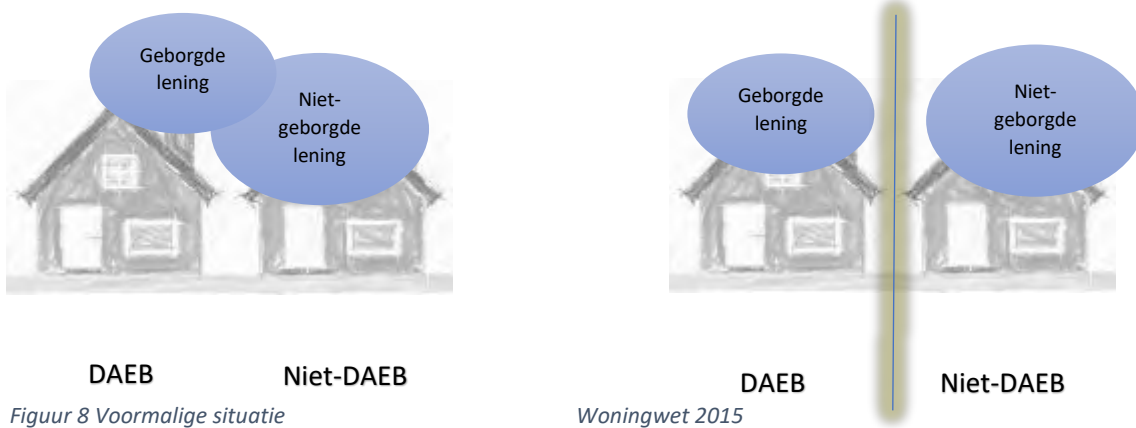 Geborgde
lening
Niet-
geborgde
lening
DAEB
Niet-DAEB
Figuur 8 Voormalige situatie
Geborgde
lening
Niet-
geborgde
lening
DAEB
Niet-DAEB
Woningwet 2015